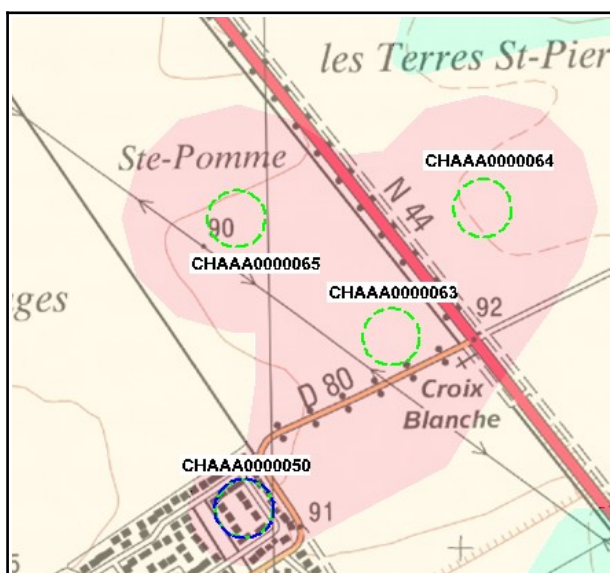 les Terres St-Pier
CHAAA0000064
Ste-Pomme
N 44
90
CHAAA0000065
ges
CHAAA0000063
92
D 80
Croix
Blanche
CHAAA0000050
91
5